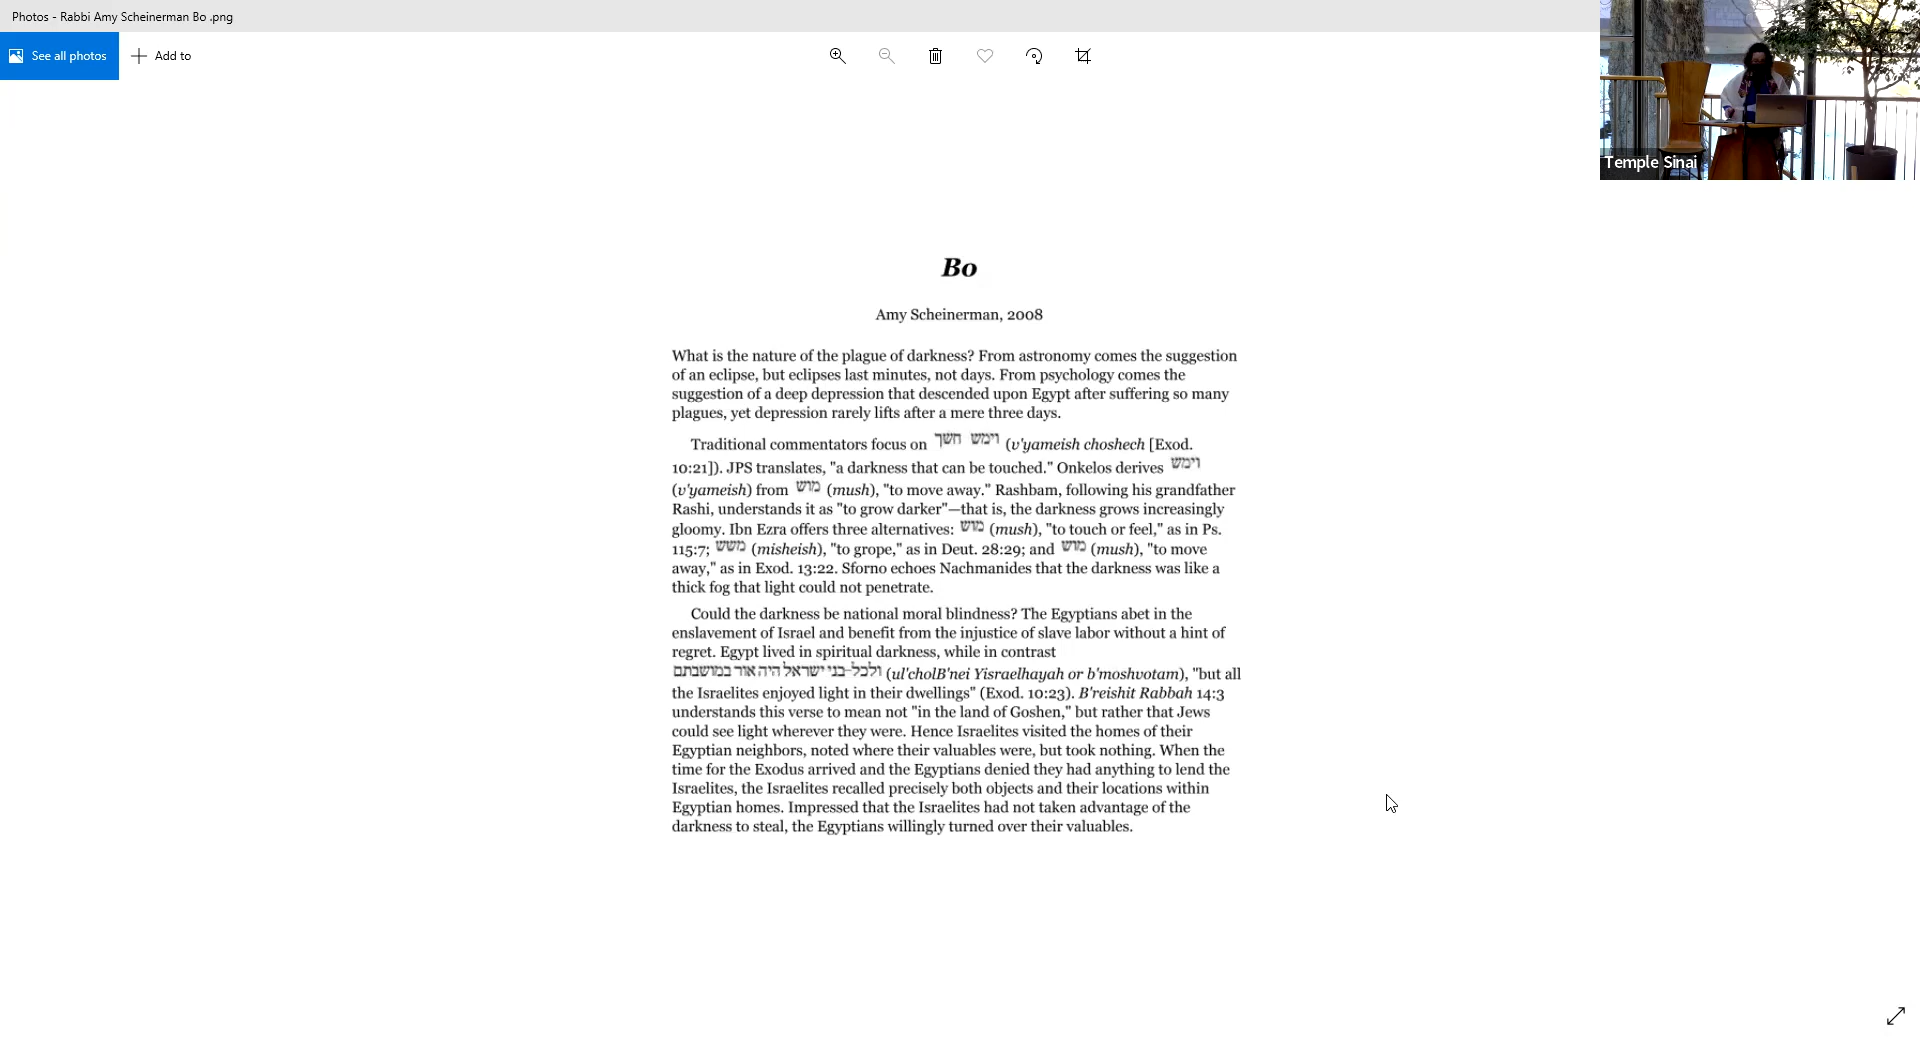 Photos - Rabbi Amy Scheinerman Bo .png
See all photos
Add to
Temple Sinai
Bo
Amy Scheinerman, 2008
What is the nature of the plague of darkness? From astronomy comes the suggestion
of an eclipse, but eclipses last minutes, not days. From psychology comes the
suggestion of a deep depression that descended upon Egypt after suffering so many
plagues, yet depression rarely lifts after a mere three days.
Traditional commentators focus on וימש חשך (v'yameish choshech [Exod.
10:21]). JPS translates, "a darkness that can be touched." Onkelos derives וימש
(v'yameish) from מוש (mush), "to move away." Rashbam, following his grandfather
Rashi, understands it as "to grow darker"—that is, the darkness grows increasingly
gloomy. Ibn Ezra offers three alternatives: מוש (mush), "to touch or feel," as in Ps.
115:7; משש (misheish), "to grope," as in Deut. 28:29; and מוש (mush), "to move
away," as in Exod. 13:22. Sforno echoes Nachmanides that the darkness was like a
thick fog that light could not penetrate.
Could the darkness be national moral blindness? The Egyptians abet in the
enslavement of Israel and benefit from the injustice of slave labor without a hint of
regret. Egypt lived in spiritual darkness, while in contrast
ולכל-בני ישראל היה אור במושבתם (ul'cholB'nei Yisraelhayah or b'moshvotam), "but all
the Israelites enjoyed light in their dwellings" (Exod. 10:23). B'reishit Rabbah 14:3
understands this verse to mean not "in the land of Goshen," but rather that Jews
could see light wherever they were. Hence Israelites visited the homes of their
Egyptian neighbors, noted where their valuables were, but took nothing. When the
time for the Exodus arrived and the Egyptians denied they had anything to lend the
Israelites, the Israelites recalled precisely both objects and their locations within
Egyptian homes. Impressed that the Israelites had not taken advantage of the
darkness to steal, the Egyptians willingly turned over their valuables.